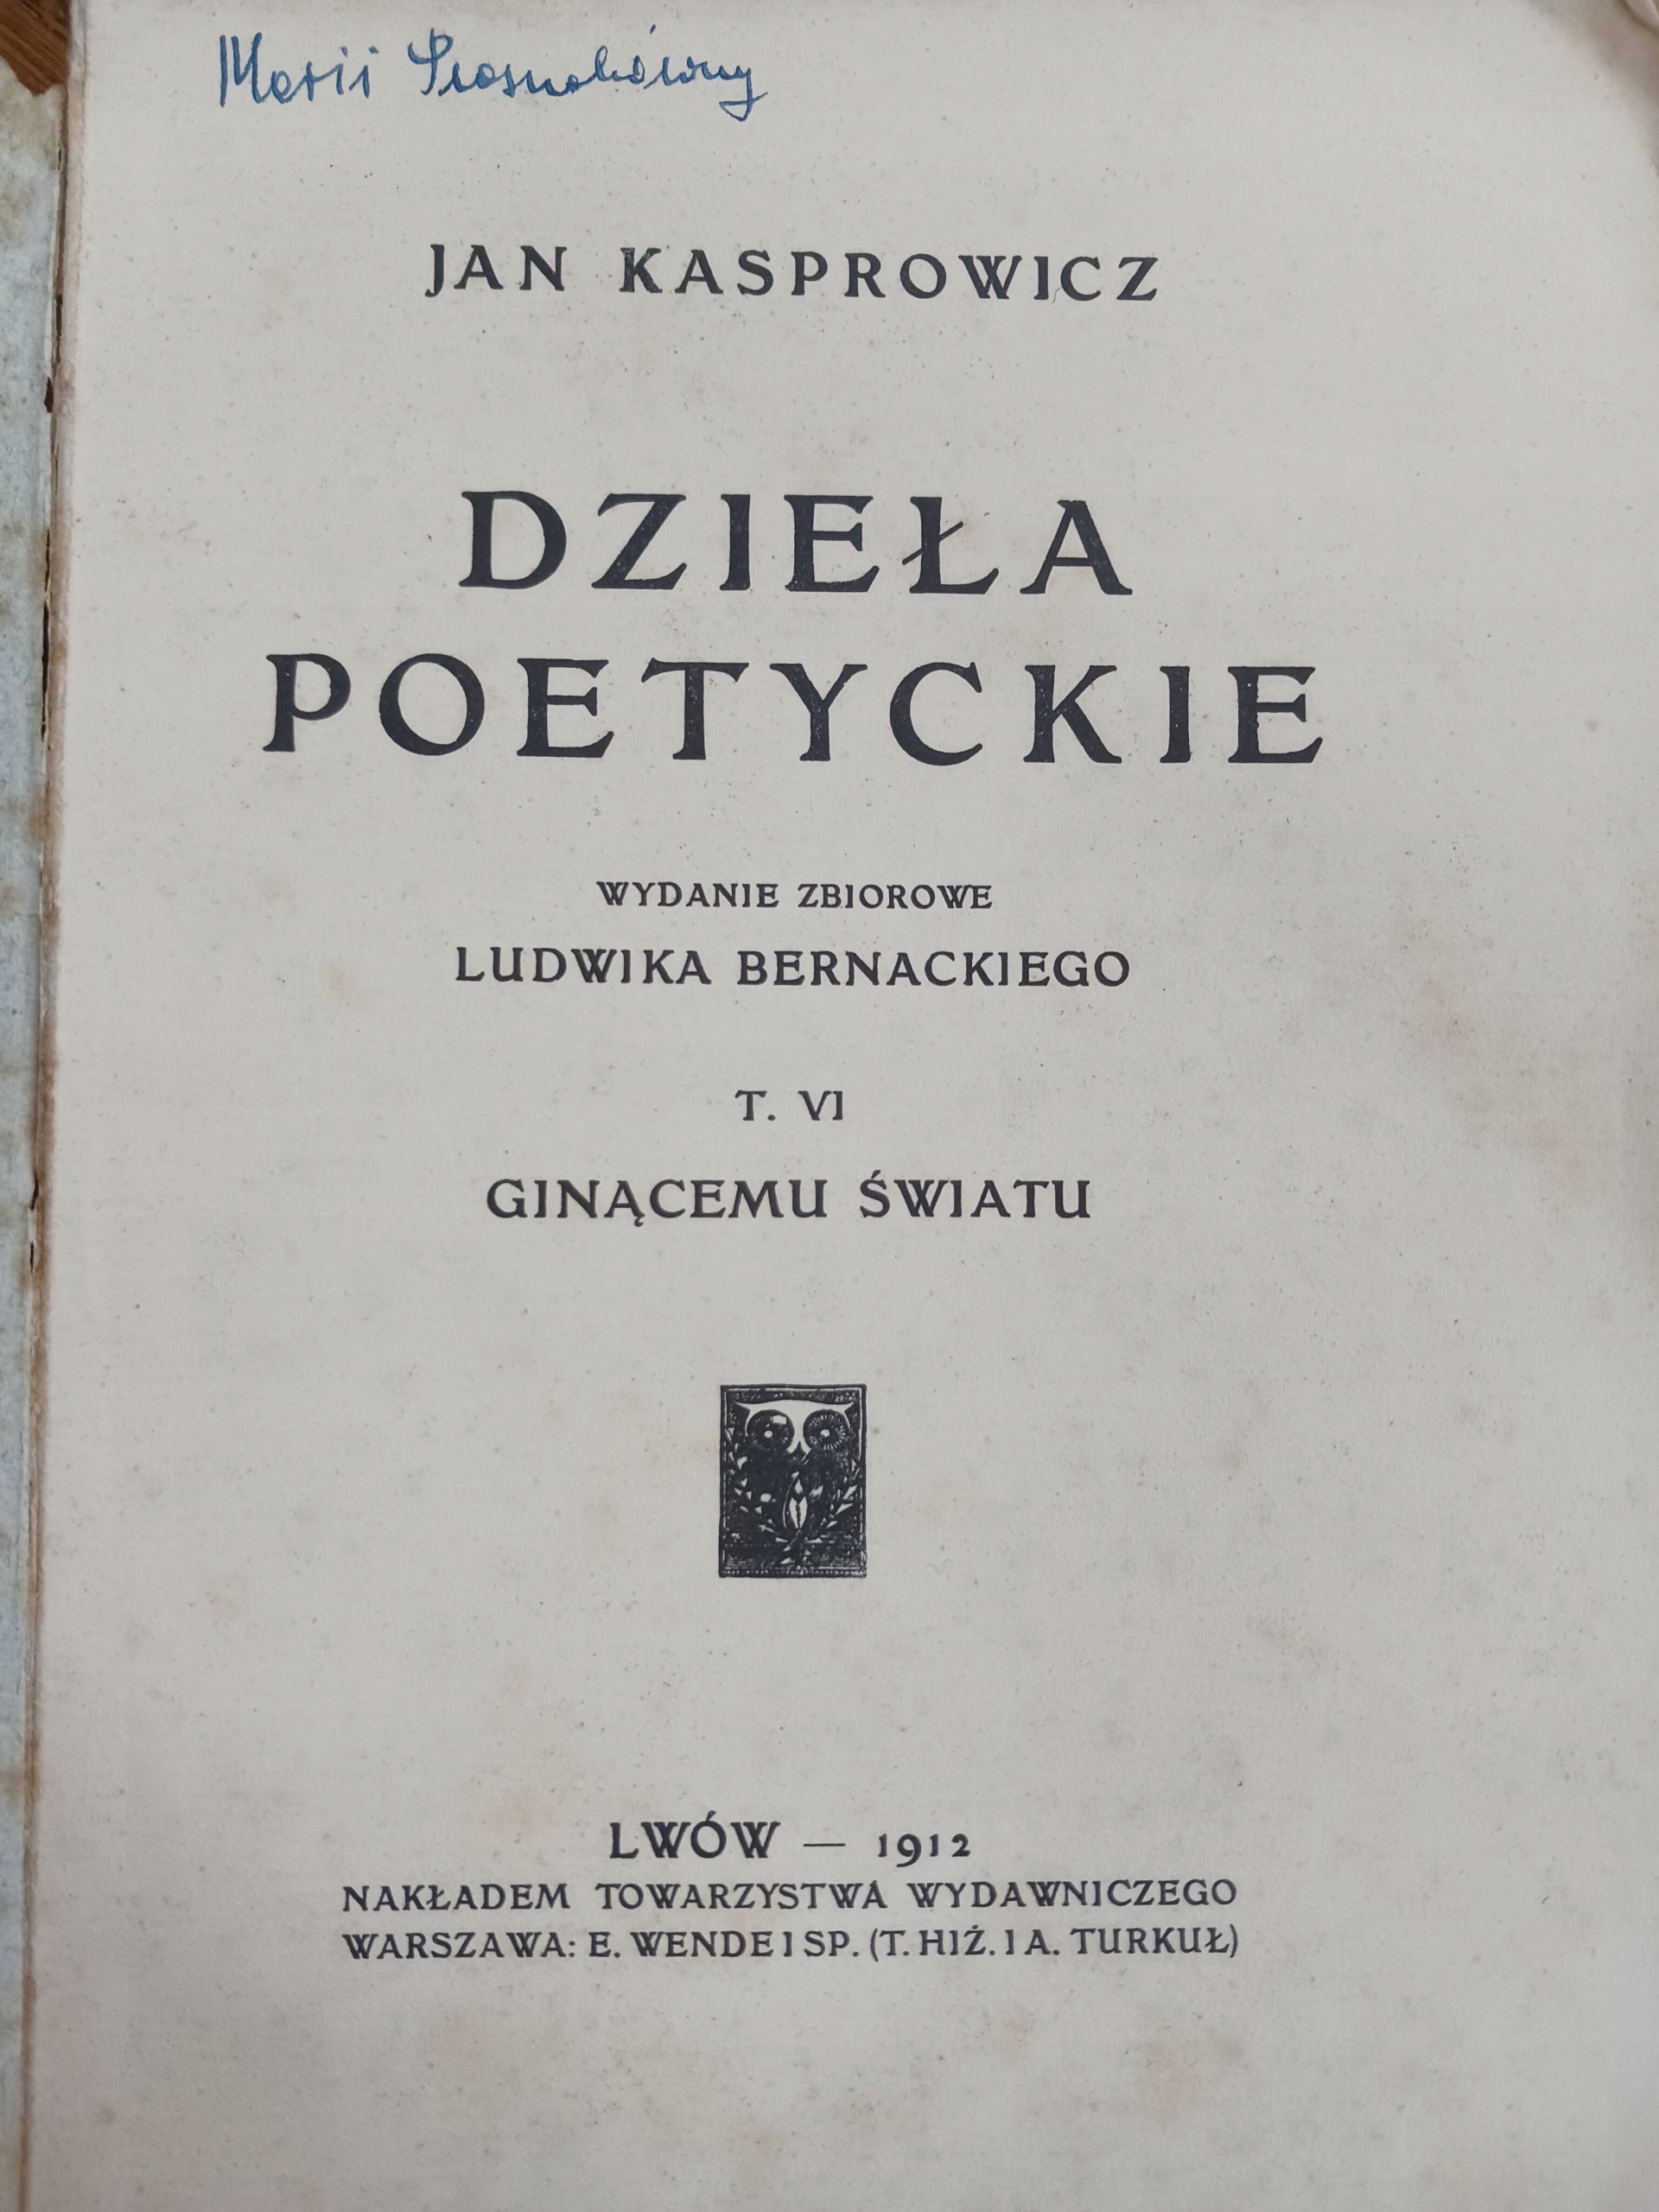 Marii
JAN KASPROWICZ
DZIEŁA
POETYCKIE
WYDANIE ZBIOROWE
LUDWIKA BERNACKIEGO
T. VI
GINĄCEMU ŚWIATU
LWÓW — 1912
NAKŁADEM TOWARZYSTWA WYDAWNICZEGO
WARSZAWA: E. WENDE I SP. (T. HIŻ. I A. TURKUŁ)